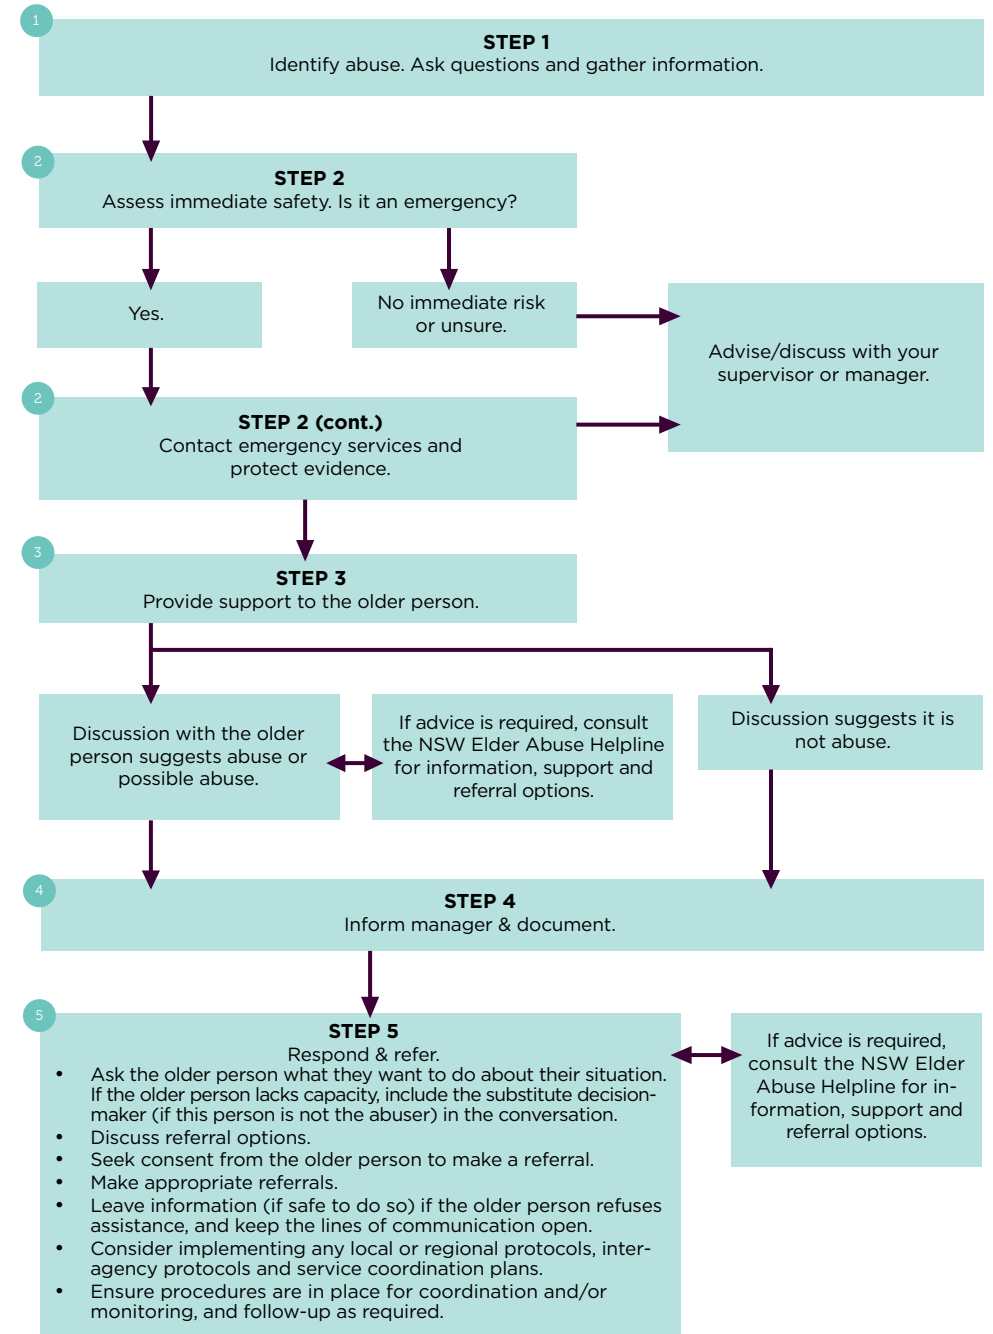 1
STEP 1
Identify abuse. Ask questions and gather information.
2
STEP 2
Assess immediate safety. Is it an emergency?
Yes.
No immediate risk
or unsure.
Advise/discuss with your
supervisor or manager.
2
STEP 2 (cont.)
Contact emergency services and
protect evidence.
3
STEP 3
Provide support to the older person.
Discussion with the older
person suggests abuse or
possible abuse.
If advice is required, consult
the NSW Elder Abuse Helpline
for information, support and
referral options.
Discussion suggests it is
not abuse.
4
STEP 4
Inform manager & document.
5
STEP 5
Respond & refer.
• Ask the older person what they want to do about their situation.
If the older person lacks capacity, include the substitute decision-
maker (if this person is not the abuser) in the conversation.
• Discuss referral options.
• Seek consent from the older person to make a referral.
• Make appropriate referrals.
• Leave information (if safe to do so) if the older person refuses
assistance, and keep the lines of communication open.
• Consider implementing any local or regional protocols, inter-
agency protocols and service coordination plans.
• Ensure procedures are in place for coordination and/or
monitoring, and follow-up as required.
If advice is required,
consult the NSW Elder
Abuse Helpline for in-
formation, support and
referral options.